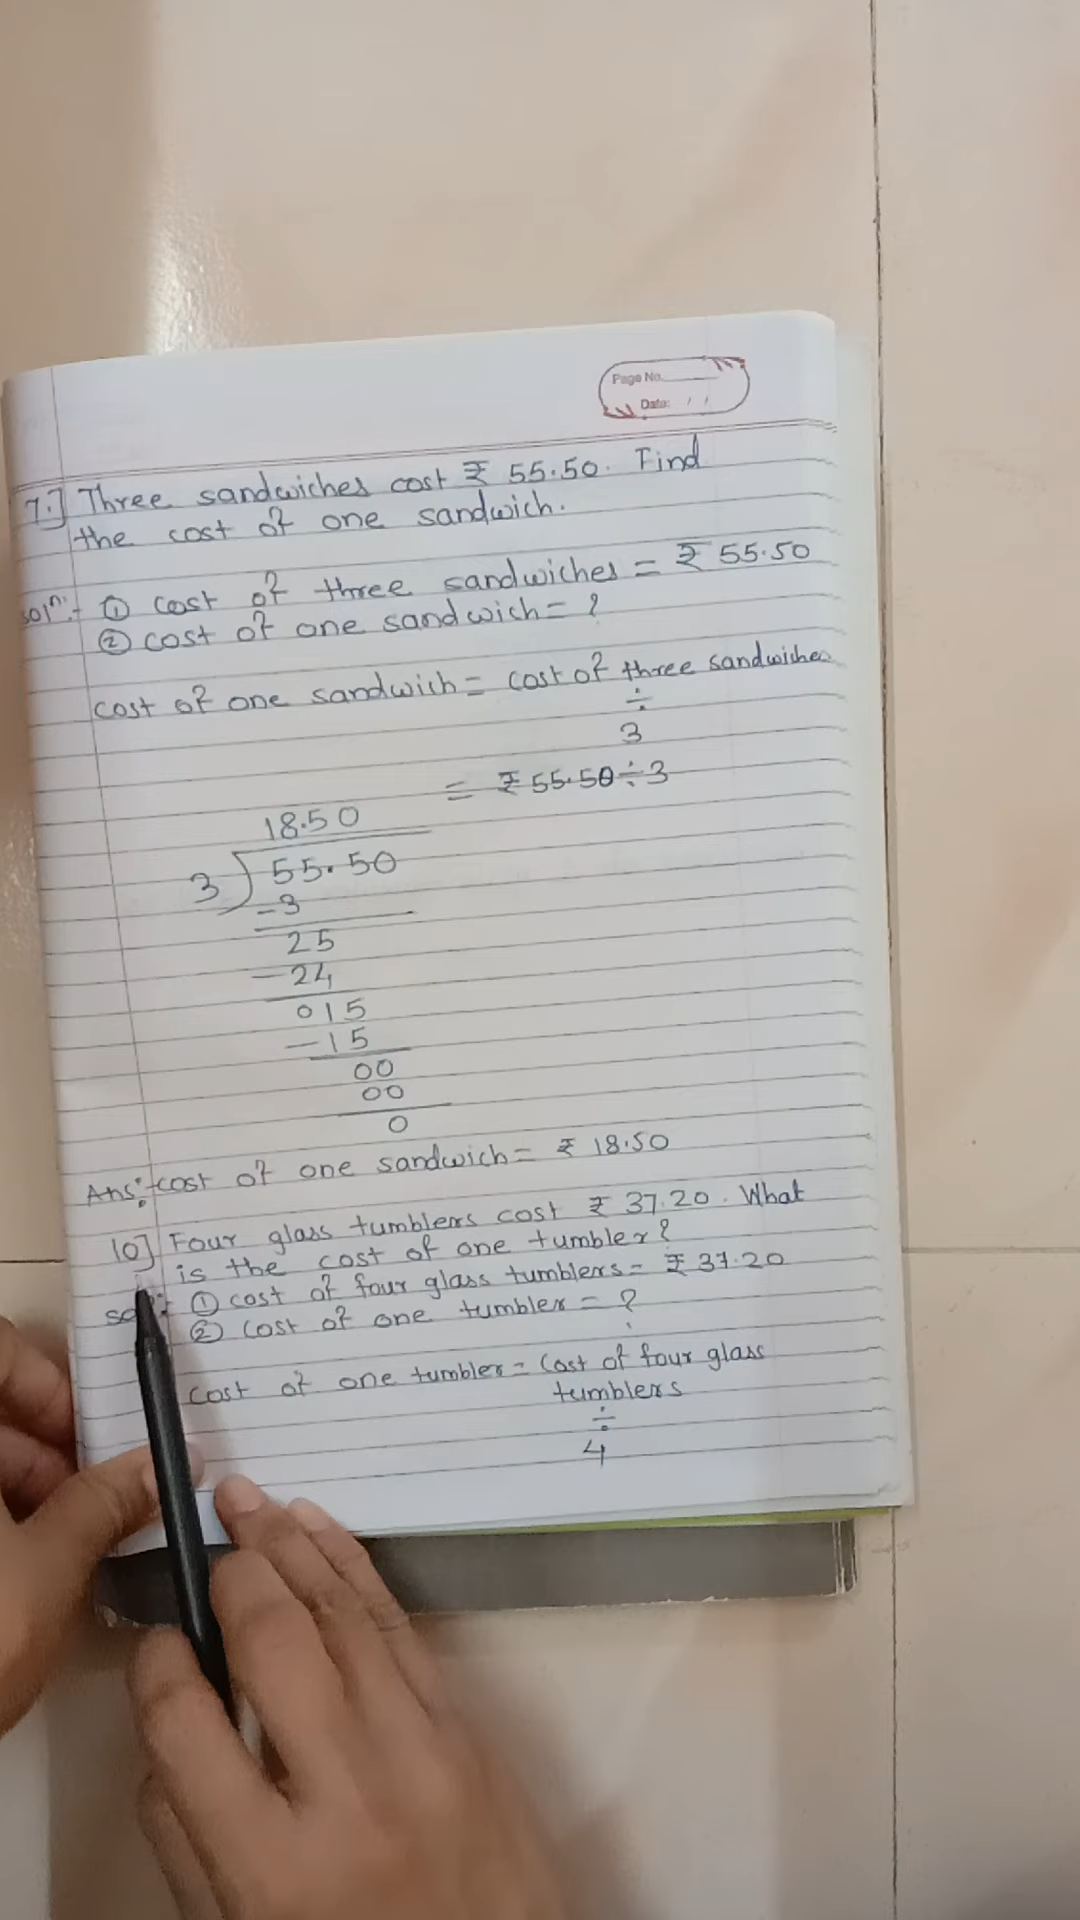 Page No.
Date: / /
7.] Three sandwiches cost ₹ 55.50. Find
the cost of one sandwich.
Solⁿ:- ① cost of three sandwiches = ₹ 55.50
② cost of one sandwich = ?
cost of one sandwich = cost of three sandwiches
÷
3
= ₹ 55.50 ÷ 3
18.50
3 ) 55.50
-3
25
-24
015
-15
00
00
0
Ans:- cost of one sandwich = ₹ 18.50
10] Four glass tumblers cost ₹ 37.20. What
is the cost of one tumbler?
① cost of four glass tumblers = ₹ 37.20
② cost of one tumbler = ?
cost of one tumbler = cost of four glass
tumblers
÷
4